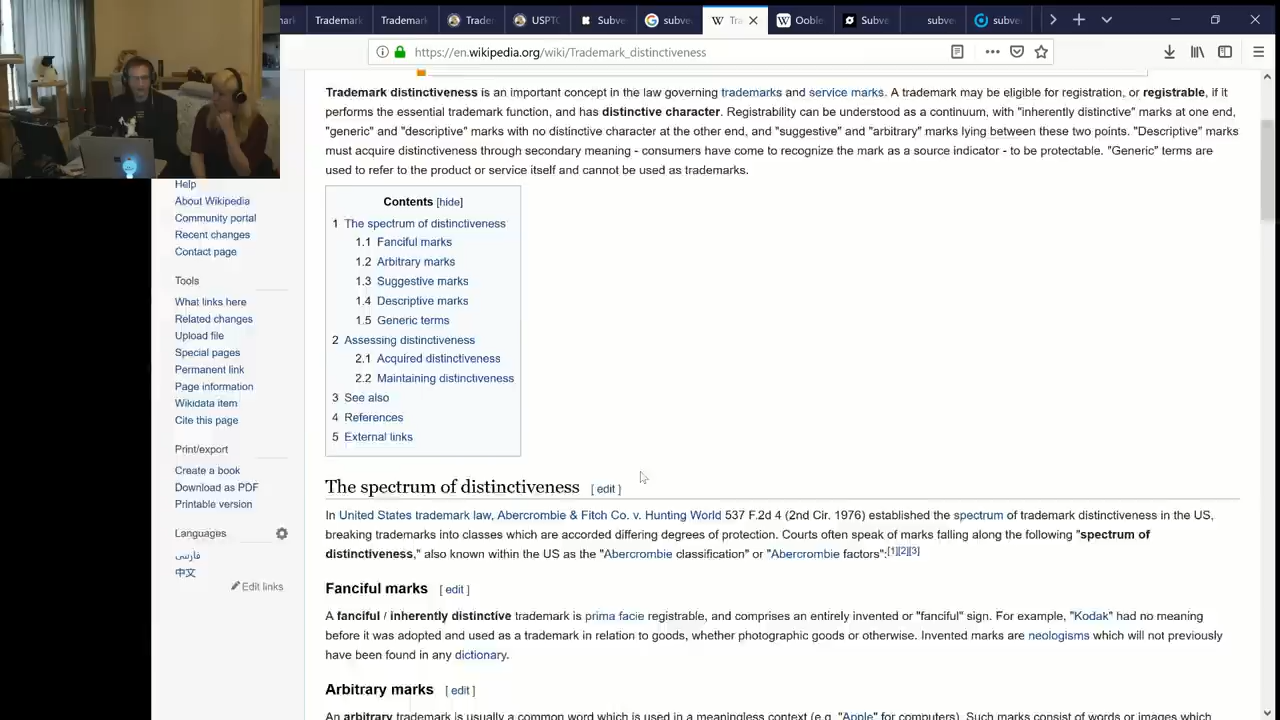 mark
Trademark
Trademark
Trader
USPTO
Subve
subve
Tra
Ooble
Subve
subve
subve
https://en.wikipedia.org/wiki/Trademark_distinctiveness
Trademark distinctiveness is an important concept in the law governing trademarks and service marks. A trademark may be eligible for registration, or registrable, if it
performs the essential trademark function, and has distinctive character. Registrability can be understood as a continuum, with "inherently distinctive" marks at one end,
"generic" and "descriptive" marks with no distinctive character at the other end, and "suggestive" and "arbitrary" marks lying between these two points. "Descriptive" marks
must acquire distinctiveness through secondary meaning - consumers have come to recognize the mark as a source indicator - to be protectable. "Generic" terms are
used to refer to the product or service itself and cannot be used as trademarks.
Help
About Wikipedia
Community portal
Recent changes
Contact page
Tools
What links here
Related changes
Upload file
Special pages
Permanent link
Page information
Wikidata item
Cite this page
Print/export
Create a book
Download as PDF
Printable version
Languages
فارسی
中文
Edit links
Contents [hide]
1 The spectrum of distinctiveness
1.1 Fanciful marks
1.2 Arbitrary marks
1.3 Suggestive marks
1.4 Descriptive marks
1.5 Generic terms
2 Assessing distinctiveness
2.1 Acquired distinctiveness
2.2 Maintaining distinctiveness
3 See also
4 References
5 External links
The spectrum of distinctiveness [ edit ]
In United States trademark law, Abercrombie & Fitch Co. v. Hunting World 537 F.2d 4 (2nd Cir. 1976) established the spectrum of trademark distinctiveness in the US,
breaking trademarks into classes which are accorded differing degrees of protection. Courts often speak of marks falling along the following "spectrum of
distinctiveness," also known within the US as the "Abercrombie classification" or "Abercrombie factors":[1][2][3]
Fanciful marks [ edit ]
A fanciful / inherently distinctive trademark is prima facie registrable, and comprises an entirely invented or "fanciful" sign. For example, "Kodak" had no meaning
before it was adopted and used as a trademark in relation to goods, whether photographic goods or otherwise. Invented marks are neologisms which will not previously
have been found in any dictionary.
Arbitrary marks [ edit ]
An arbitrary trademark is usually a common word which is used in a meaningless context (e.g. "Apple" for computers). Such marks consist of words or images which